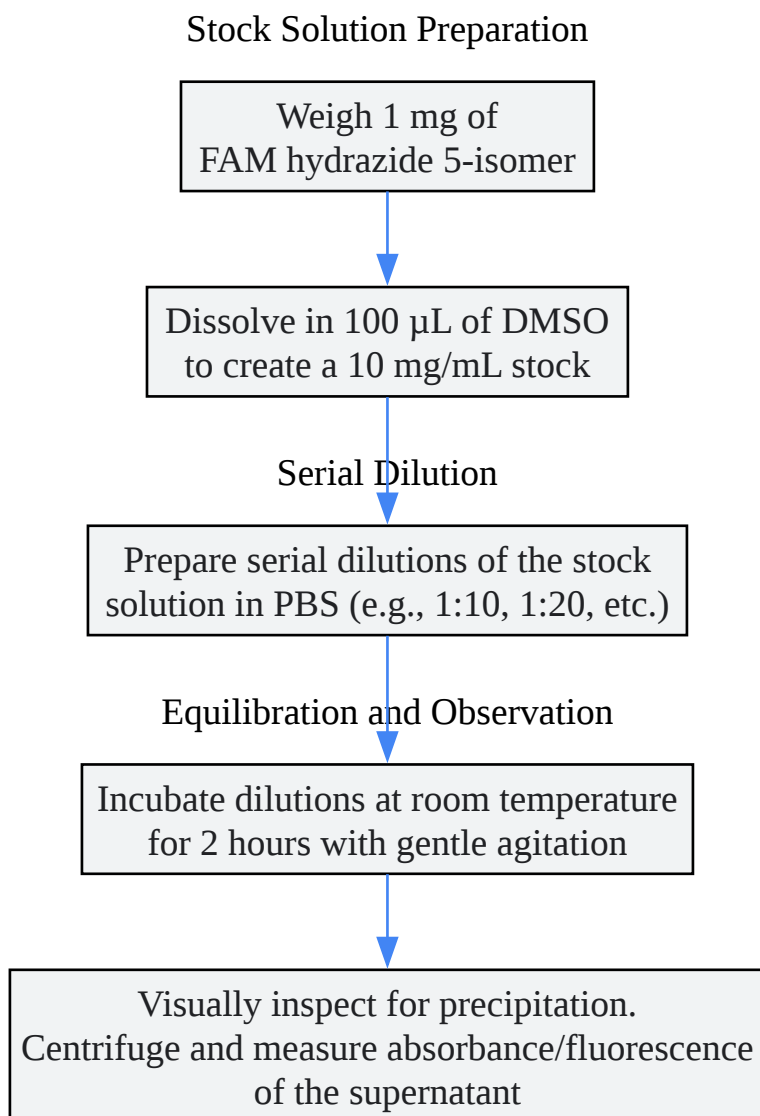 Stock Solution Preparation
Weigh 1 mg of
FAM hydrazide 5-isomer
Dissolve in 100 µL of DMSO
to create a 10 mg/mL stock
Serial Dilution
Prepare serial dilutions of the stock
solution in PBS (e.g., 1:10, 1:20, etc.)
Equilibration and Observation
Incubate dilutions at room temperature
for 2 hours with gentle agitation
Visually inspect for precipitation.
Centrifuge and measure absorbance/fluorescence
of the supernatant